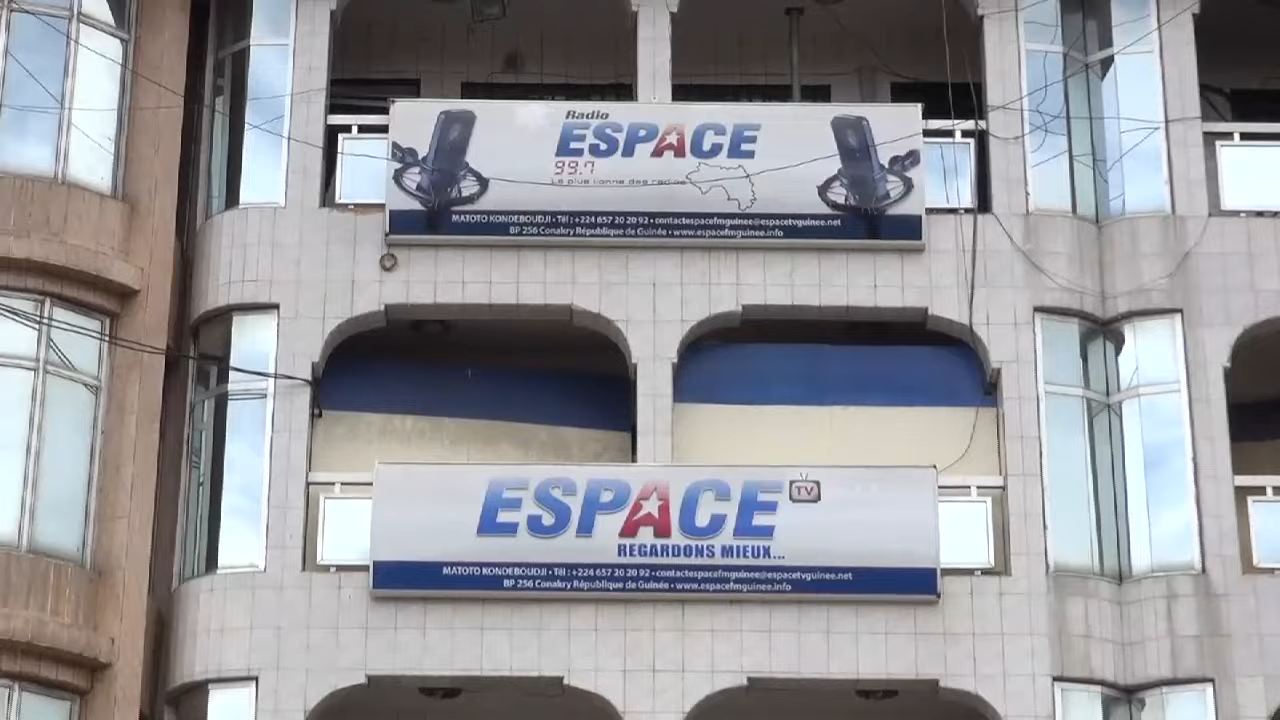 Radio
ESPACE
99.7
La plus lionne des radios
MATOTO KONDEBOUDJI • Tél : +224 657 20 20 92 • contactespacefmguinee@espacetvguinee.net
BP 256 Conakry République de Guinée • www.espacefmguinee.info
ESPACE TV
REGARDONS MIEUX...
MATOTO KONDEBOUDJI • Tél : +224 657 20 20 92 • contactespacefmguinee@espacetvguinee.net
BP 256 Conakry République de Guinée • www.espacefmguinee.info